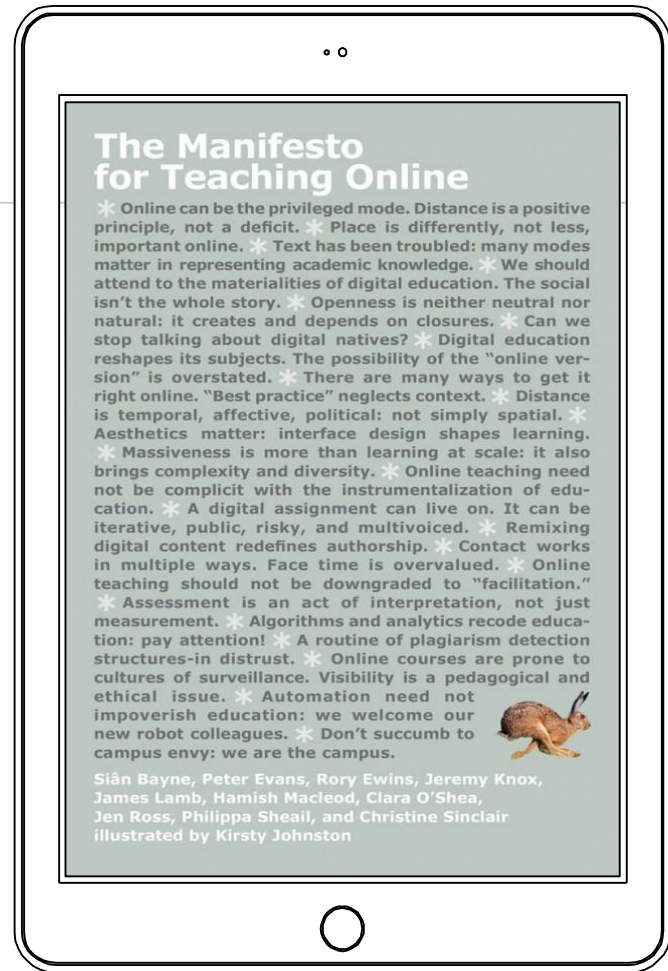 The Manifesto
for Teaching Online
* Online can be the privileged mode. Distance is a positive
principle, not a deficit. * Place is differently, not less,
important online. * Text has been troubled: many modes
matter in representing academic knowledge. * We should
attend to the materialities of digital education. The social
isn't the whole story. * Openness is neither neutral nor
natural: it creates and depends on closures. * Can we
stop talking about digital natives? * Digital education
reshapes its subjects. The possibility of the “online ver-
sion” is overstated. * There are many ways to get it
right online. “Best practice” neglects context. * Distance
is temporal, affective, political: not simply spatial. *
Aesthetics matter: interface design shapes learning.
* Massiveness is more than learning at scale: it also
brings complexity and diversity. * Online teaching need
not be complicit with the instrumentalization of edu-
cation. * A digital assignment can live on. It can be
iterative, public, risky, and multivoiced. * Remixing
digital content redefines authorship. * Contact works
in multiple ways. Face time is overvalued. * Online
teaching should not be downgraded to “facilitation.”
* Assessment is an act of interpretation, not just
measurement. * Algorithms and analytics recode educa-
tion: pay attention! * A routine of plagiarism detection
structures-in distrust. * Online courses are prone to
cultures of surveillance. Visibility is a pedagogical and
ethical issue. * Automation need not
impoverish education: we welcome our
new robot colleagues. * Don't succumb to
campus envy: we are the campus.
Siân Bayne, Peter Evans, Rory Ewins, Jeremy Knox,
James Lamb, Hamish Macleod, Clara O'Shea,
Jen Ross, Philippa Sheail, and Christine Sinclair
illustrated by Kirsty Johnston